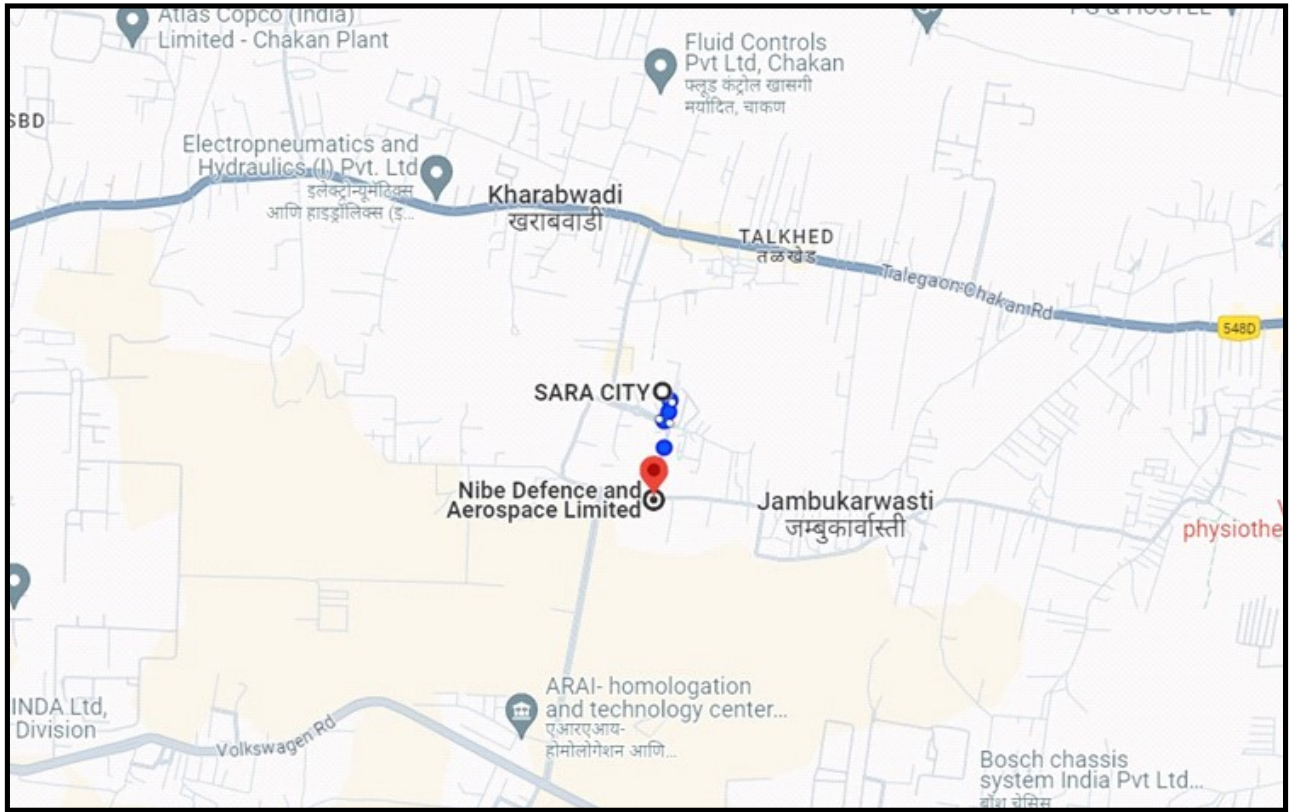 Atlas Copco (India)
Limited - Chakan Plant
PG & HOSTEL
Fluid Controls
Pvt Ltd, Chakan
फ्लूइड कंट्रोल खासगी
मर्यादित, चाकण
SBD
Electropneumatics and
Hydraulics (I) Pvt. Ltd
इलेक्ट्रोन्यूमॅटिक्स
आणि हाइड्रॉलिक्स (इ...
Kharabwadi
खराबवाडी
TALKHED
तळखेड
Talegaon-Chakan Rd
548D
SARA CITY
Nibe Defence and
Aerospace Limited
Jambukarwasti
जम्बुकार्वास्ती
physiothe
ARAI- homologation
and technology center...
एआरएआय-
होमोलोगेशन आणि...
INDA Ltd,
Division
Volkswagen Rd
Bosch chassis
system India Pvt Ltd...
बॉश चेसिस